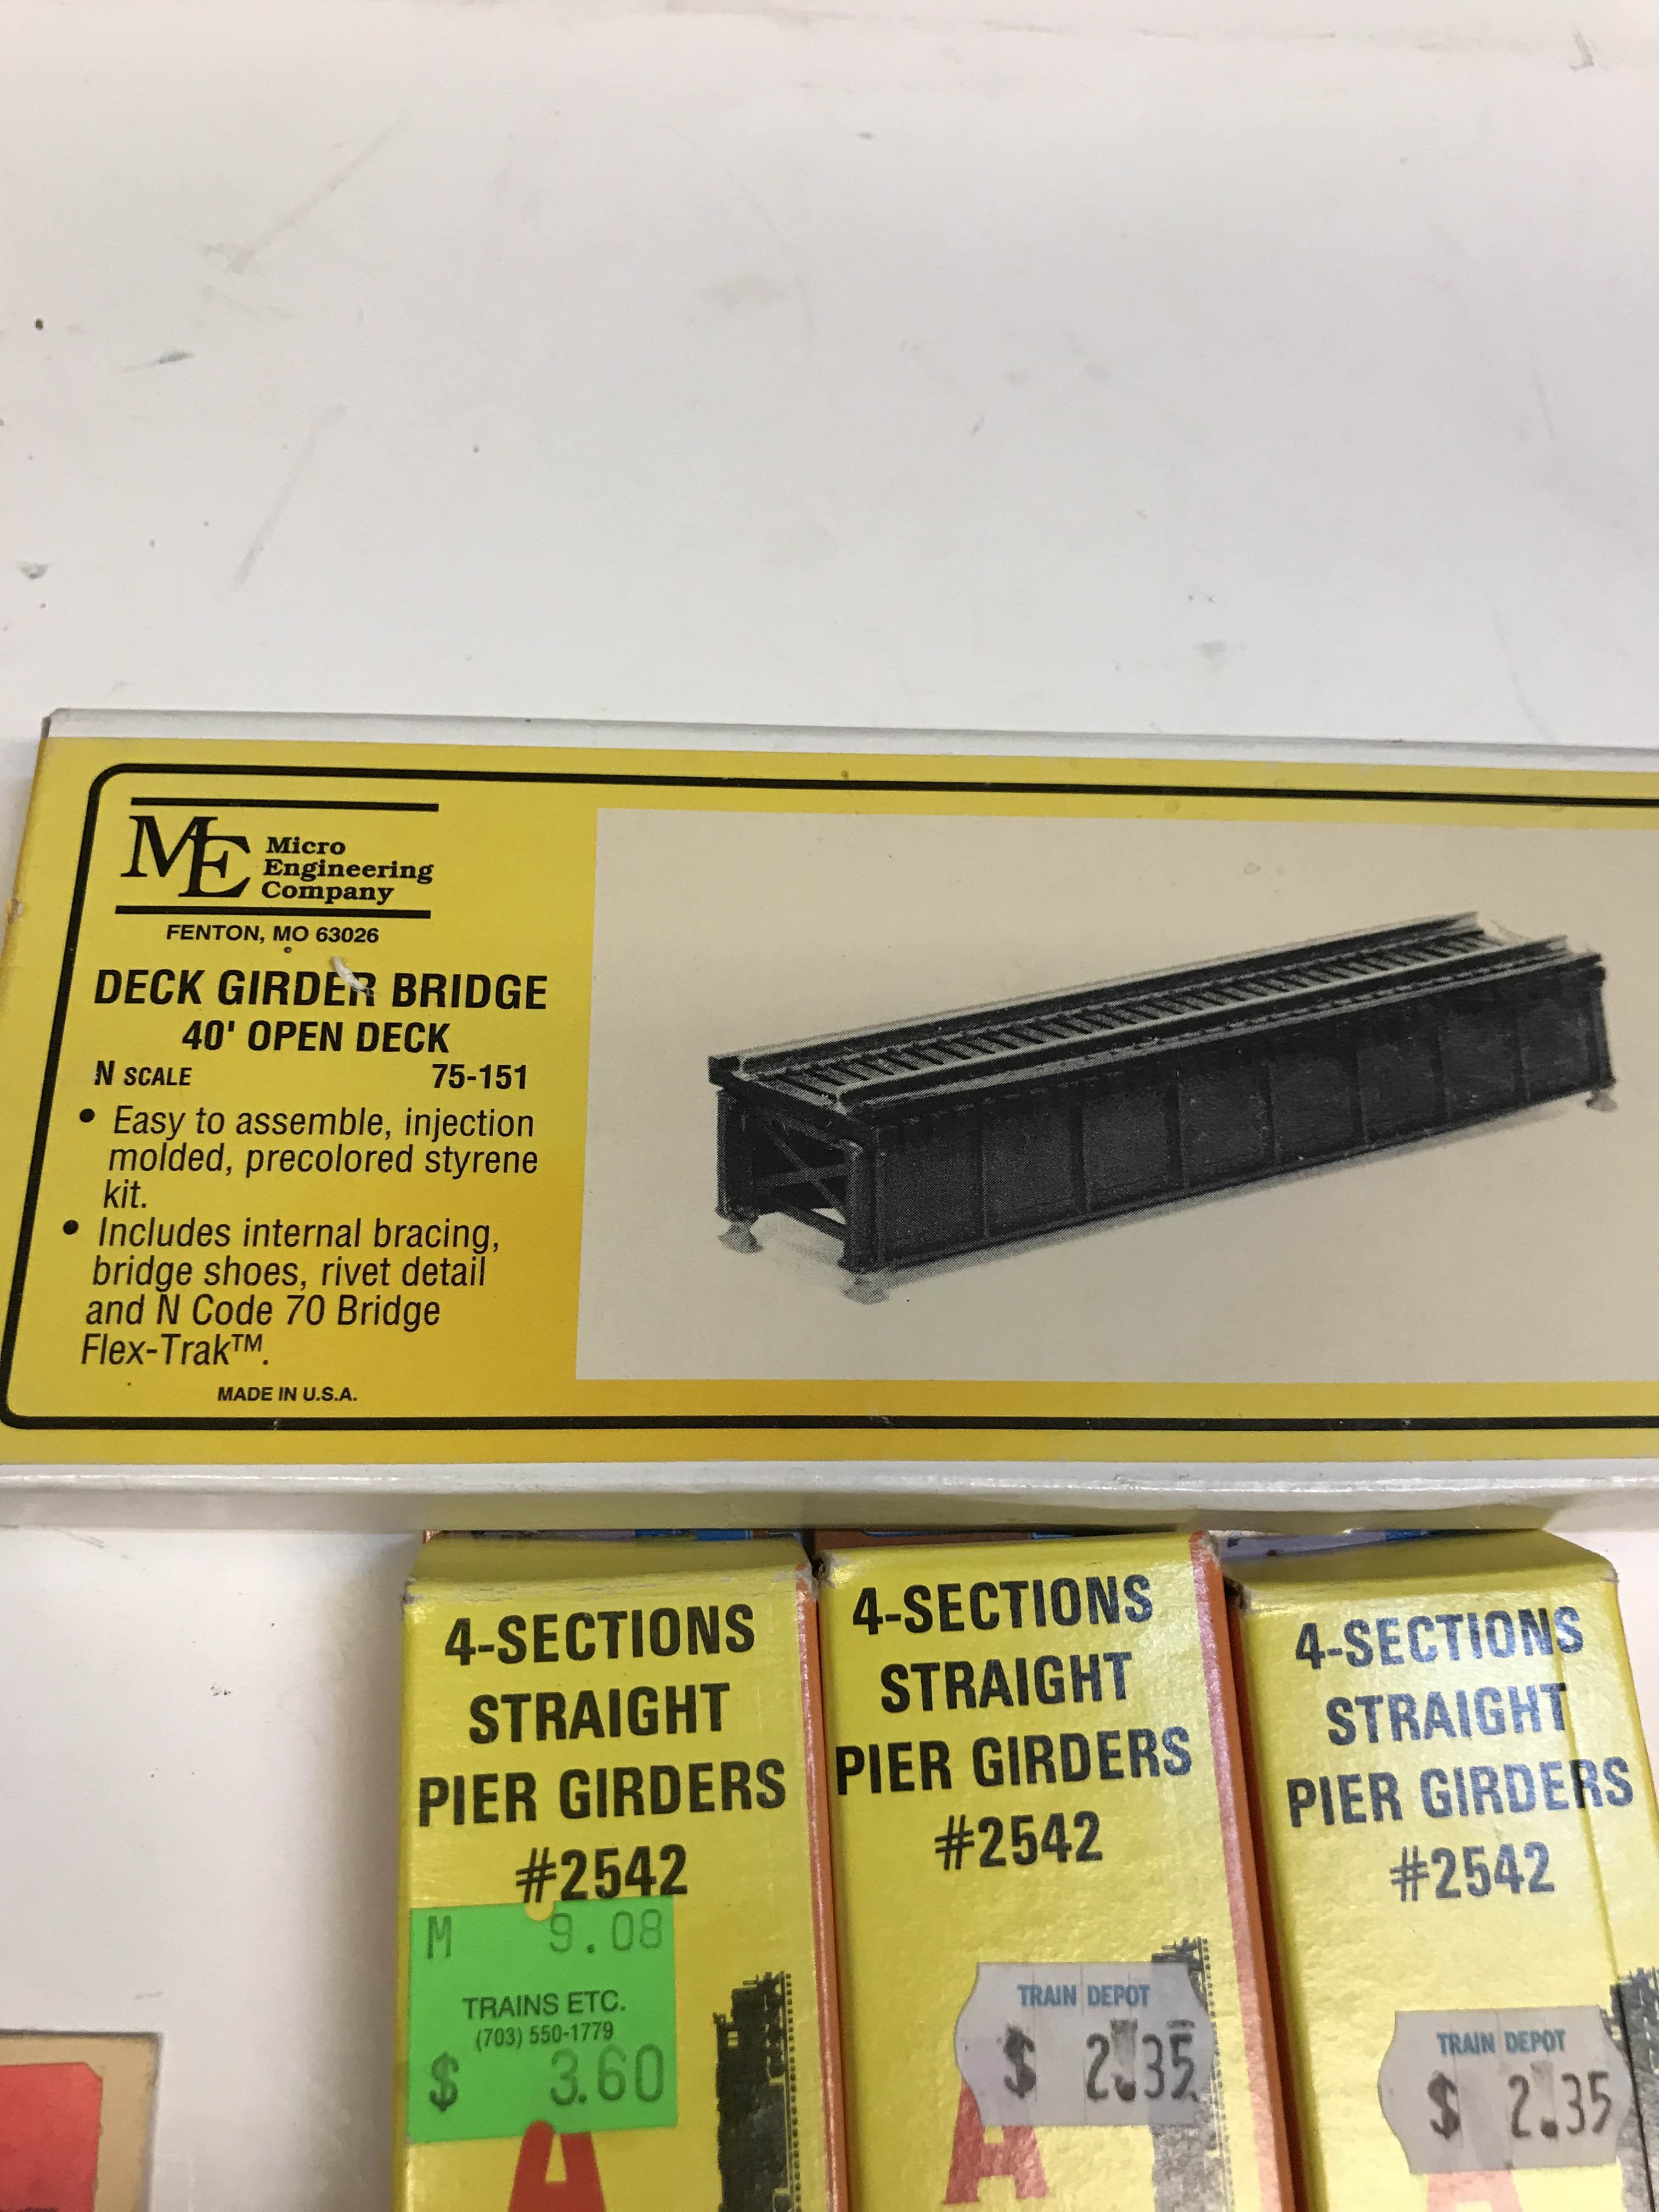 ME Micro
Engineering
Company
FENTON, MO 63026
DECK GIRDER BRIDGE
40' OPEN DECK
N SCALE 75-151
• Easy to assemble, injection
molded, precolored styrene
kit.
• Includes internal bracing,
bridge shoes, rivet detail
and N Code 70 Bridge
Flex-Trak™.
MADE IN U.S.A.
4-SECTIONS
STRAIGHT
PIER GIRDERS
#2542
M 9.08
TRAINS ETC.
(703) 550-1779
$ 3.60
A
4-SECTIONS
STRAIGHT
PIER GIRDERS
#2542
TRAIN DEPOT
$ 2.35
A
4-SECTIONS
STRAIGHT
PIER GIRDERS
#2542
TRAIN DEPOT
$ 2.35